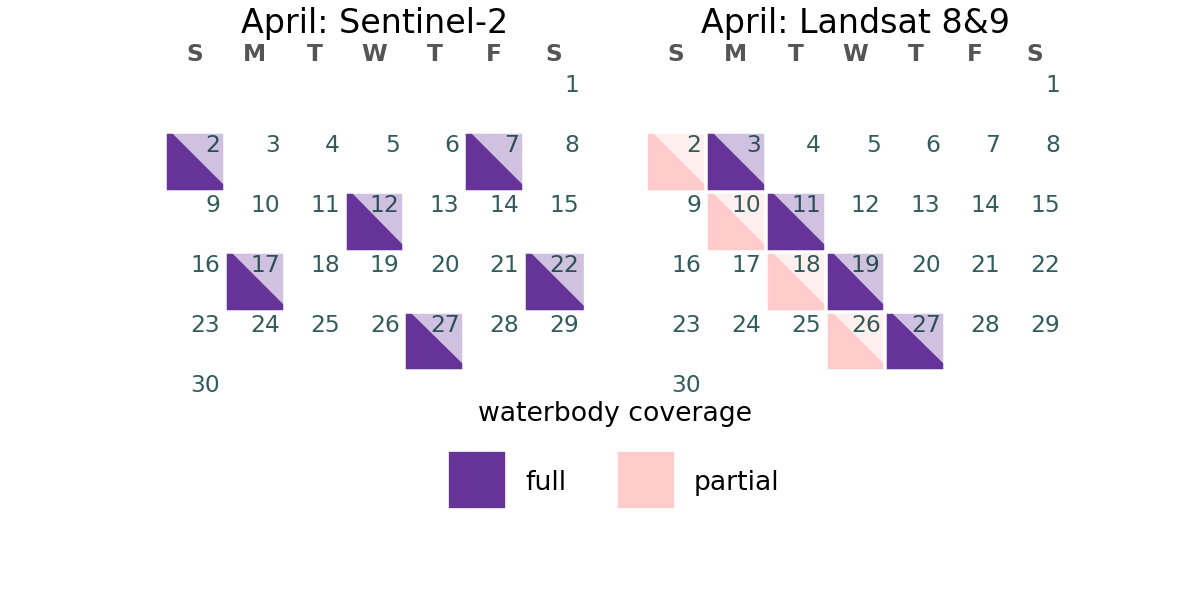 April: Sentinel-2
S M T W T F S
1
2 3 4 5 6 7 8
9 10 11 12 13 14 15
16 17 18 19 20 21 22
23 24 25 26 27 28 29
30
April: Landsat 8&9
S M T W T F S
1
2 3 4 5 6 7 8
9 10 11 12 13 14 15
16 17 18 19 20 21 22
23 24 25 26 27 28 29
30
waterbody coverage
full
partial